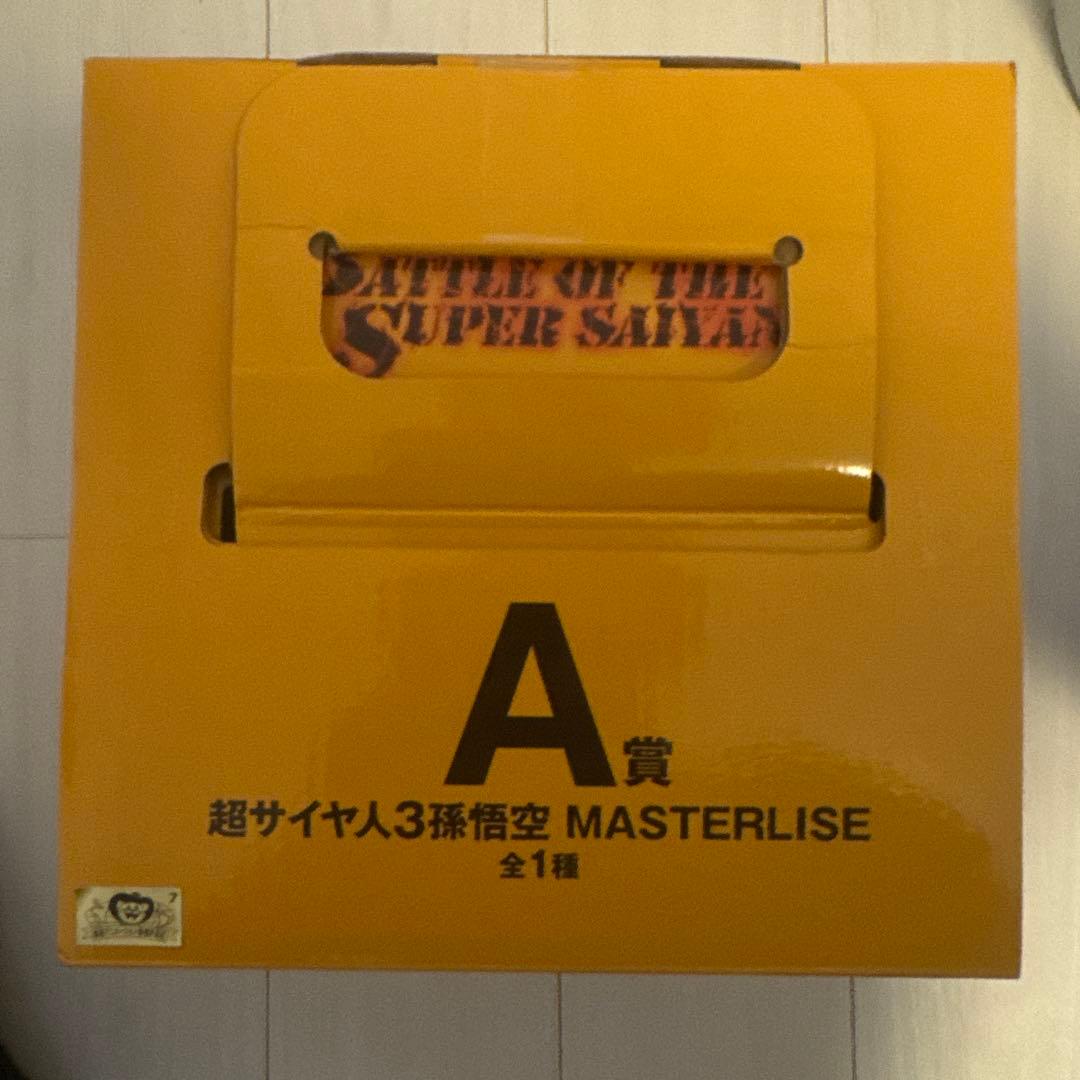 BATTLE OF THE
SUPER SAIYAN
A賞
超サイヤ人3孫悟空 MASTERLISE
全1種
7